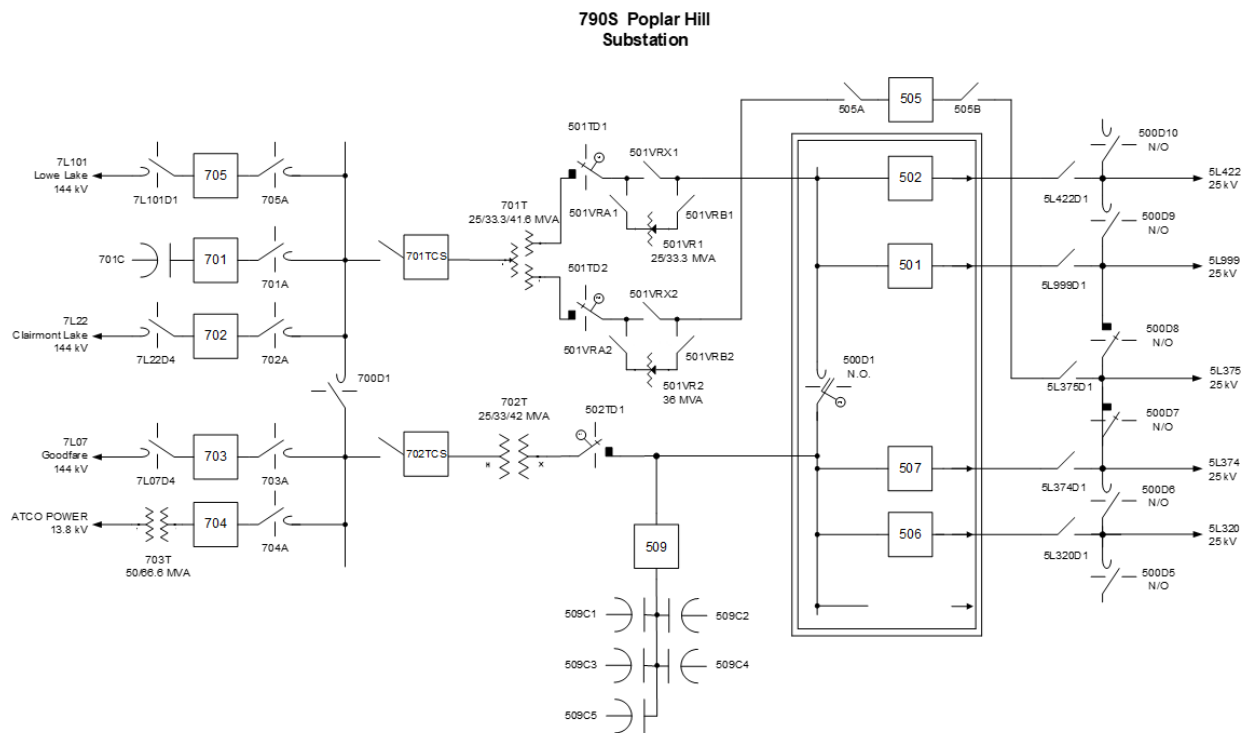 790S Poplar Hill
Substation
7L101
Lowe Lake
144 kV
7L101D1
705
705A
701C
701
701A
7L22
Clairmont Lake
144 kV
7L22D4
702
702A
700D1
7L07
Goodfare
144 kV
7L07D4
703
703A
ATCO POWER
13.8 kV
703T
50/66.6 MVA
704
704A
701TCS
701T
25/33.3/41.6 MVA
501TD1
501VRX1
501VRA1
501VRB1
501VR1
25/33.3 MVA
501TD2
501VRX2
501VRA2
501VRB2
501VR2
36 MVA
702TCS
702T
25/33/42 MVA
H
X
502TD1
509
509C1
509C2
509C3
509C4
509C5
505A
505
505B
502
501
500D1
N.O.
507
506
5L422D1
5L999D1
5L375D1
5L374D1
5L320D1
500D10
N/O
5L422
25 kV
500D9
N/O
5L999
25 kV
500D8
N/O
5L375
25 kV
500D7
N/O
5L374
25 kV
500D6
N/O
5L320
25 kV
500D5
N/O